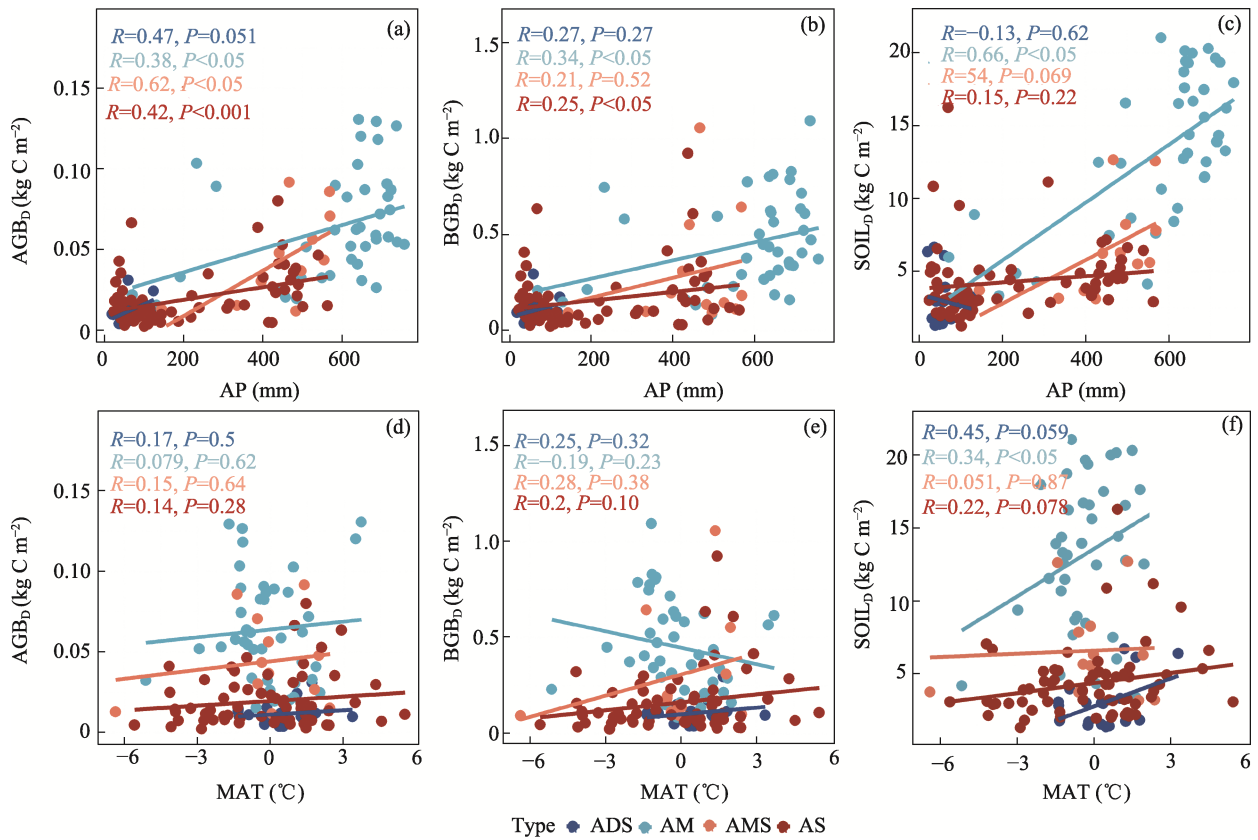 (a)
R=0.47, P=0.051
R=0.38, P<0.05
R=0.62, P<0.05
R=0.42, P<0.001
AGB_D (kg C m⁻²)
0.15
0.10
0.05
0
0 200 400 600
AP (mm)
(b)
R=0.27, P=0.27
R=0.34, P<0.05
R=0.21, P=0.52
R=0.25, P<0.05
BGB_D (kg C m⁻²)
1.5
1.0
0.5
0
0 200 400 600
AP (mm)
(c)
R=−0.13, P=0.62
R=0.66, P<0.05
R=54, P=0.069
R=0.15, P=0.22
SOIL_D (kg C m⁻²)
20
15
10
5
0 200 400 600
AP (mm)
(d)
R=0.17, P=0.5
R=0.079, P=0.62
R=0.15, P=0.64
R=0.14, P=0.28
AGB_D (kg C m⁻²)
0.15
0.10
0.05
0
−6 −3 0 3 6
MAT (℃)
(e)
R=0.25, P=0.32
R=−0.19, P=0.23
R=0.28, P=0.38
R=0.2, P=0.10
BGB_D (kg C m⁻²)
1.5
1.0
0.5
0
−6 −3 0 3 6
MAT (℃)
(f)
R=0.45, P=0.059
R=0.34, P<0.05
R=0.051, P=0.87
R=0.22, P=0.078
SOIL_D (kg C m⁻²)
20
15
10
5
−6 −3 0 3 6
MAT (℃)
Type ADS AM AMS AS